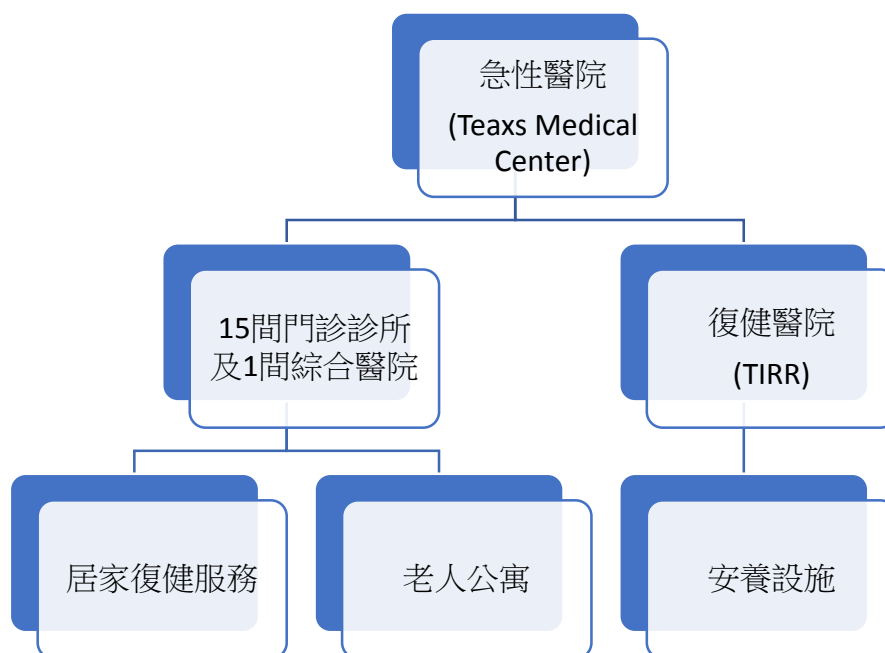 急性醫院
(Teaxs Medical
Center)
15間門診診所
及1間綜合醫院
復健醫院
(TIRR)
居家復健服務
老人公寓
安養設施